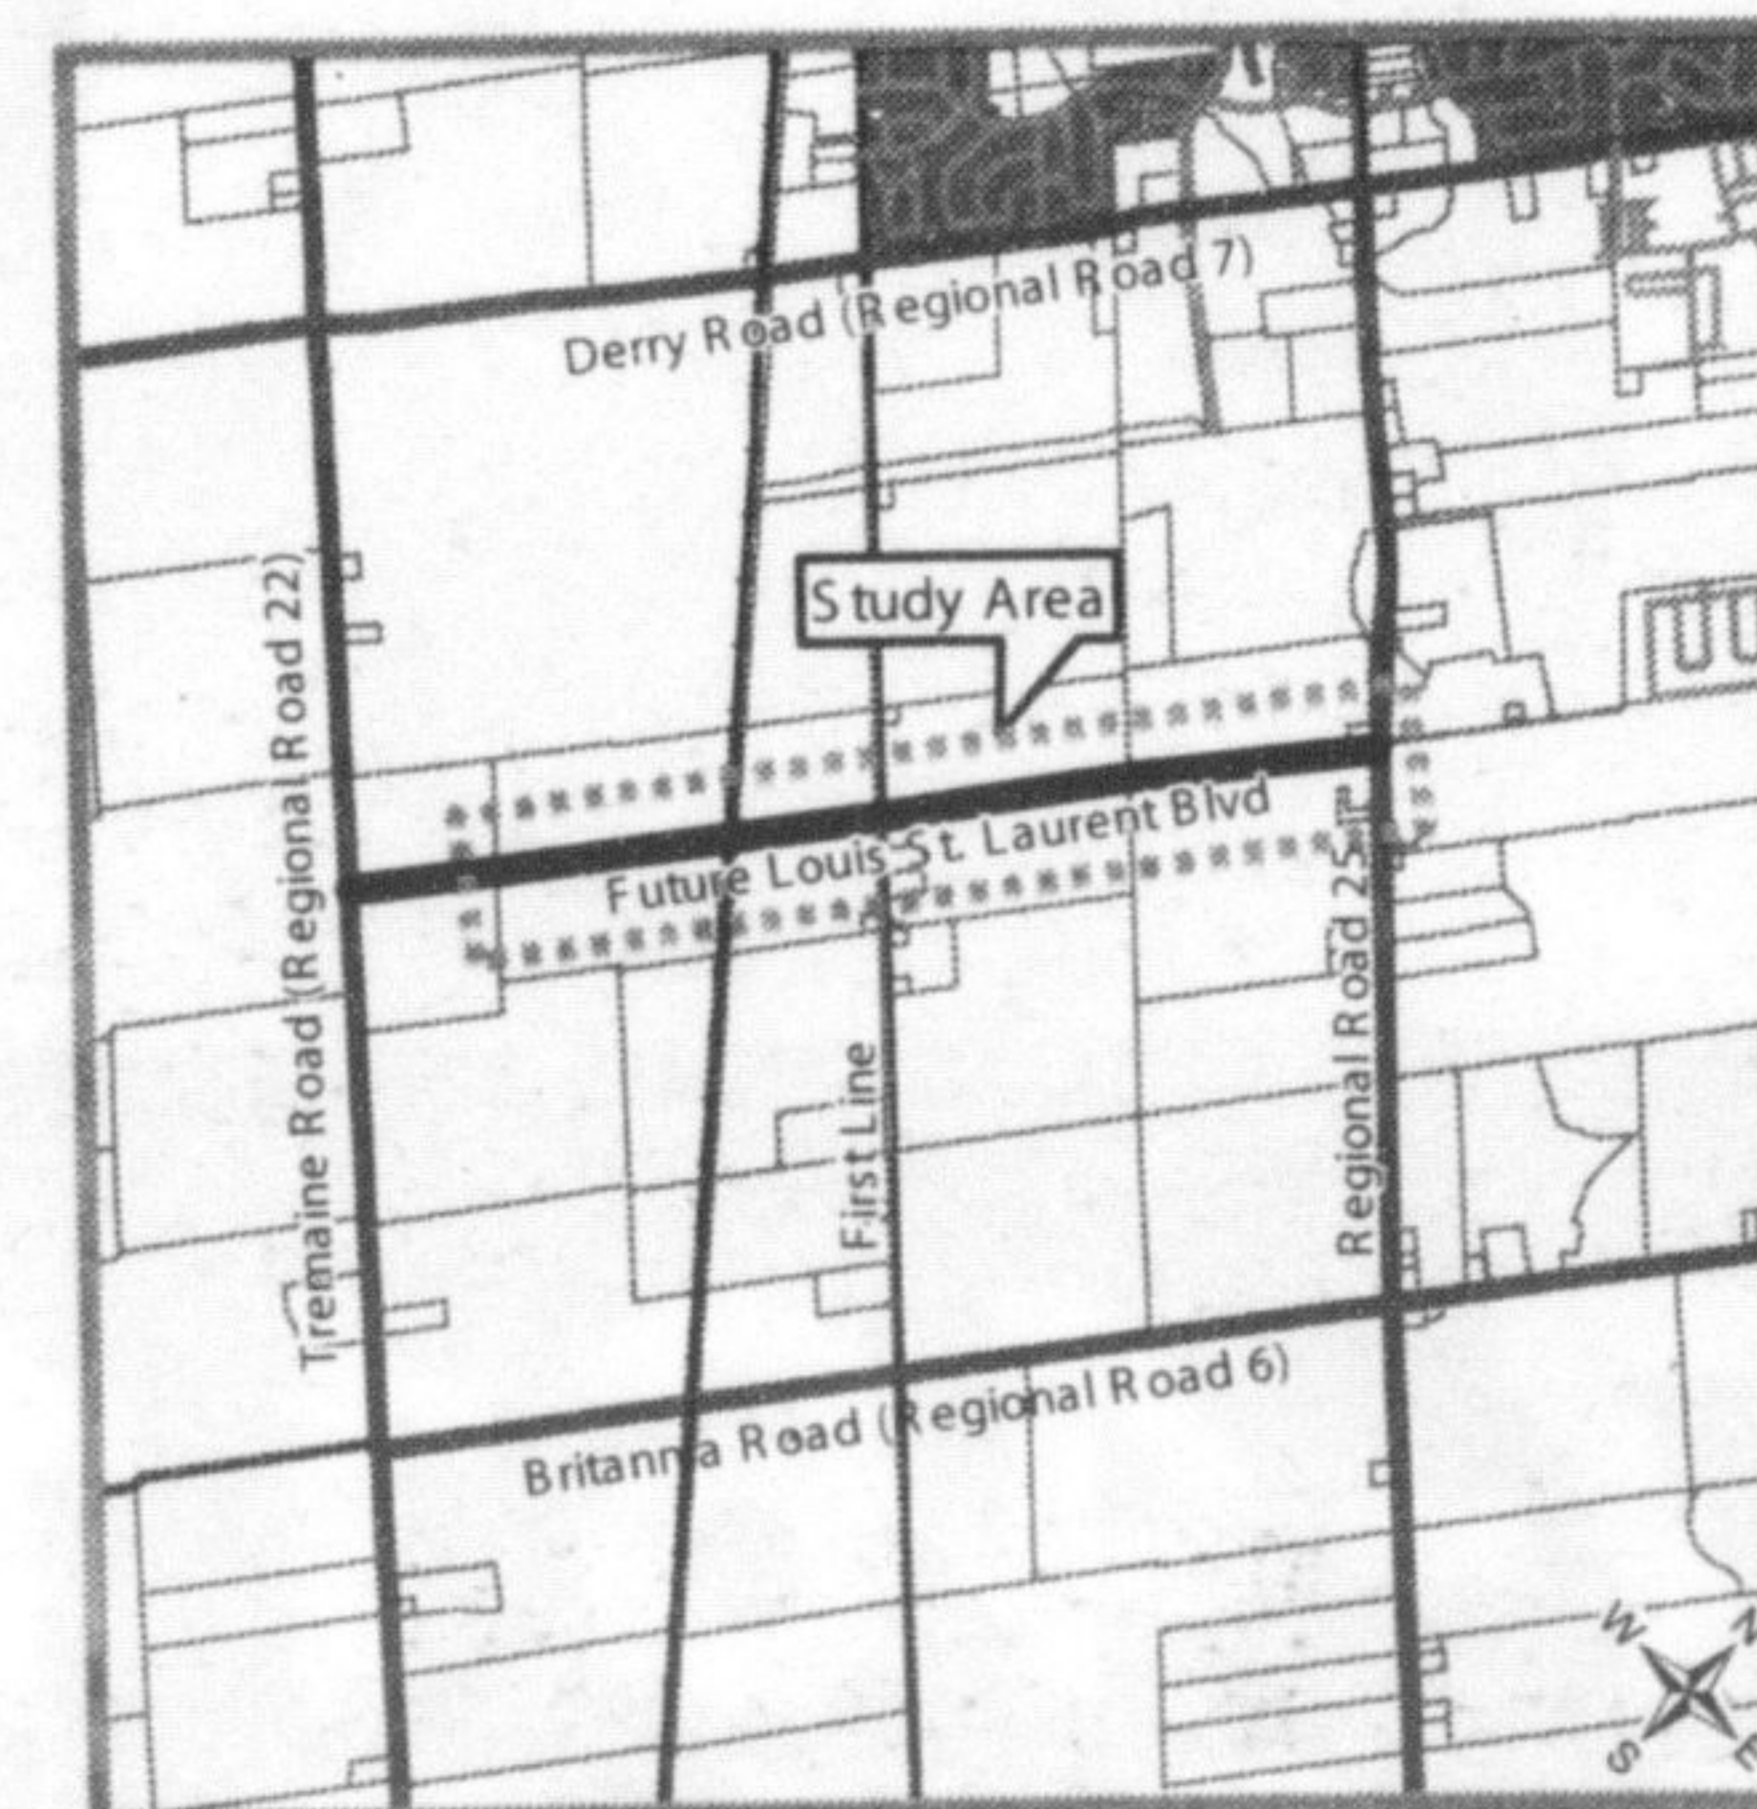 Derry Road (Regional Road 7)
Tremaine Road (Regional Road 22)
Study Area
Future Louis St. Laurent Blvd
Regional Road 25
First Line
Britannia Road (Regional Road 6)
W N
S E